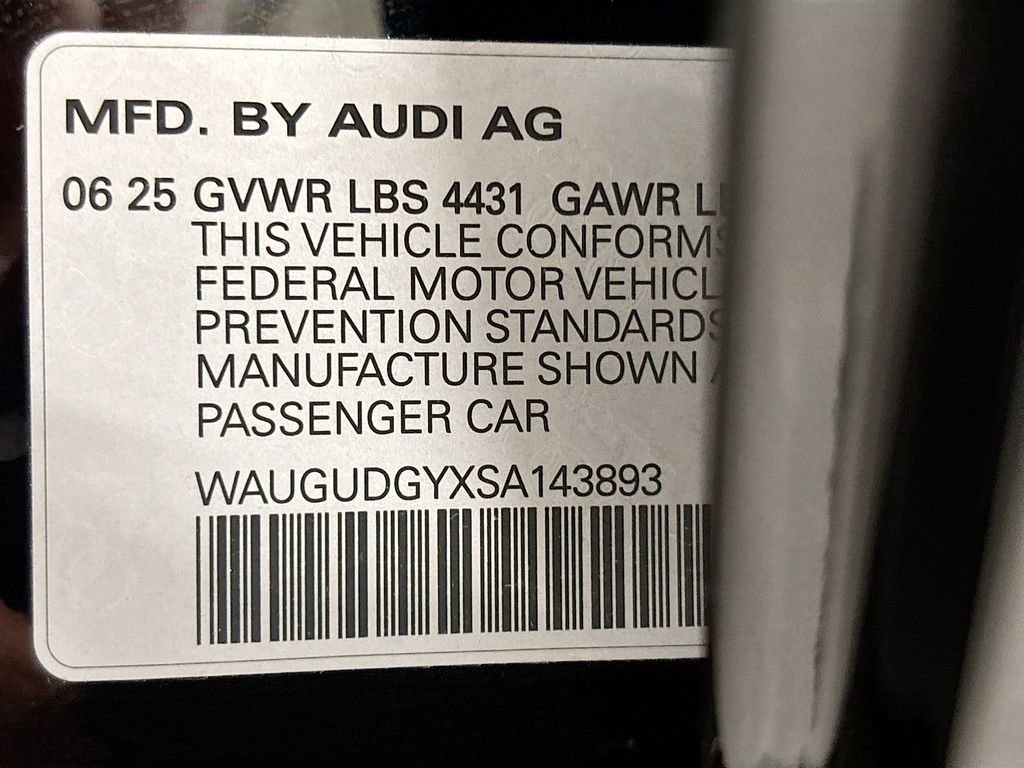 MFD. BY AUDI AG
06 25 GVWR LBS 4431 GAWR
THIS VEHICLE CONFORMS
FEDERAL MOTOR
PREVENTION STANDARDS
MANUFACTURE SHOWN
PASSENGER CAR
WAUGUDGYXSA143893